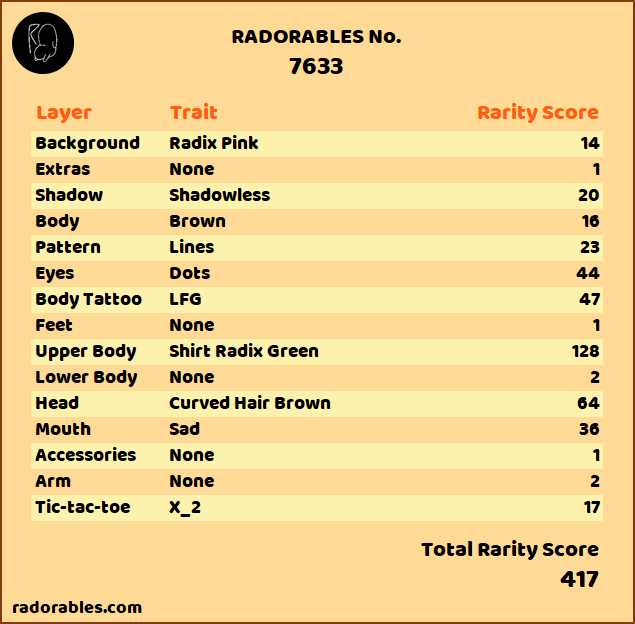 RADORABLES No.
7633
Layer Trait Rarity Score
Background Radix Pink 14
Extras None 1
Shadow Shadowless 20
Body Brown 16
Pattern Lines 23
Eyes Dots 44
Body Tattoo LFG 47
Feet None 1
Upper Body Shirt Radix Green 128
Lower Body None 2
Head Curved Hair Brown 64
Mouth Sad 36
Accessories None 1
Arm None 2
Tic-tac-toe X_2 17
Total Rarity Score
417
radorables.com